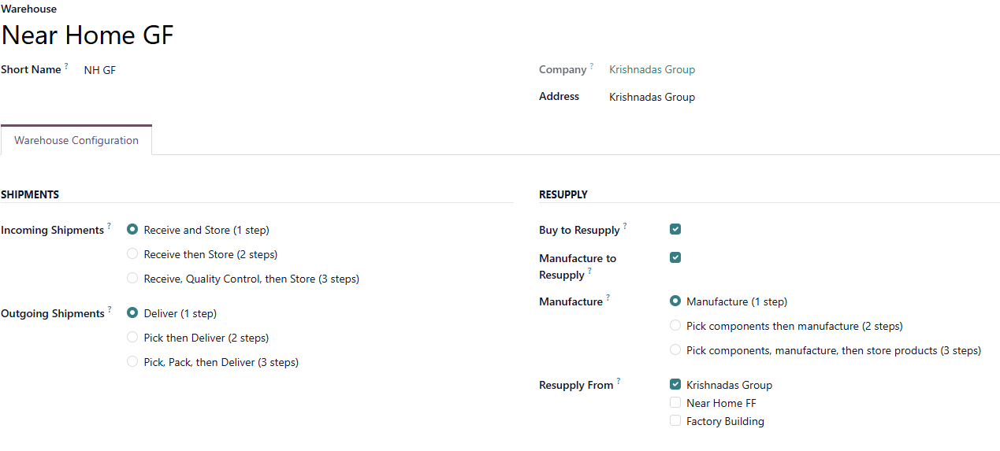 Warehouse
Near Home GF
Short Name ? NH GF
Company ? Krishnadas Group
Address Krishnadas Group
Warehouse Configuration
SHIPMENTS
Incoming Shipments ? Receive and Store (1 step)
Receive then Store (2 steps)
Receive, Quality Control, then Store (3 steps)
Outgoing Shipments ? Deliver (1 step)
Pick then Deliver (2 steps)
Pick, Pack, then Deliver (3 steps)
RESUPPLY
Buy to Resupply ?
Manufacture to
Resupply ?
Manufacture ? Manufacture (1 step)
Pick components then manufacture (2 steps)
Pick components, manufacture, then store products (3 steps)
Resupply From ? Krishnadas Group
Near Home FF
Factory Building